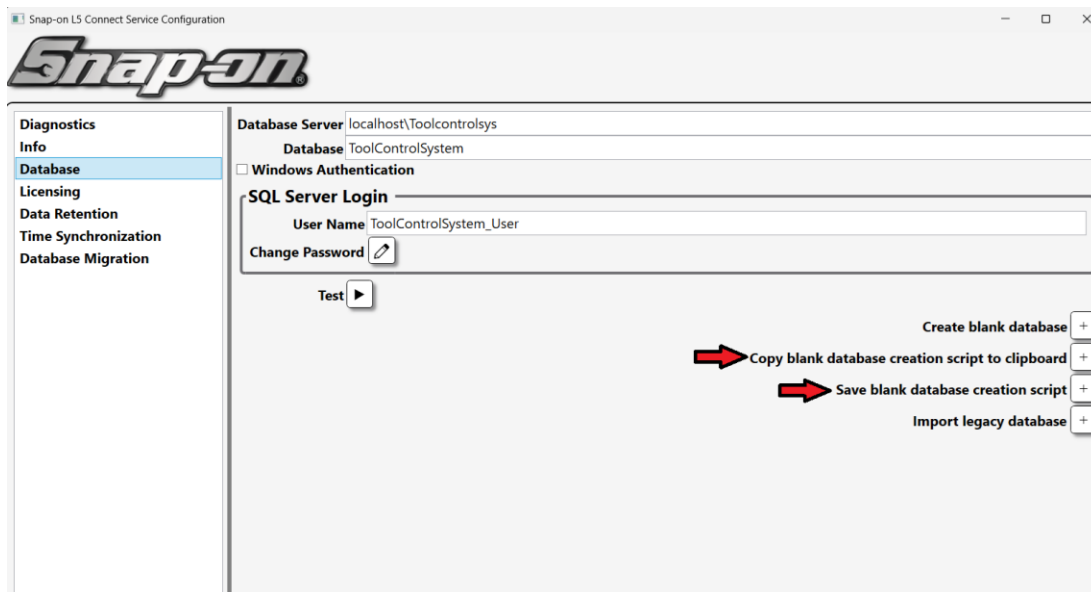 Snap-on L5 Connect Service Configuration
Snap-on®
Diagnostics
Info
Database
Licensing
Data Retention
Time Synchronization
Database Migration
Database Server localhost\Toolcontrolsys
Database ToolControlSystem
Windows Authentication
SQL Server Login
User Name ToolControlSystem_User
Change Password
Test
Create blank database +
Copy blank database creation script to clipboard +
Save blank database creation script +
Import legacy database +